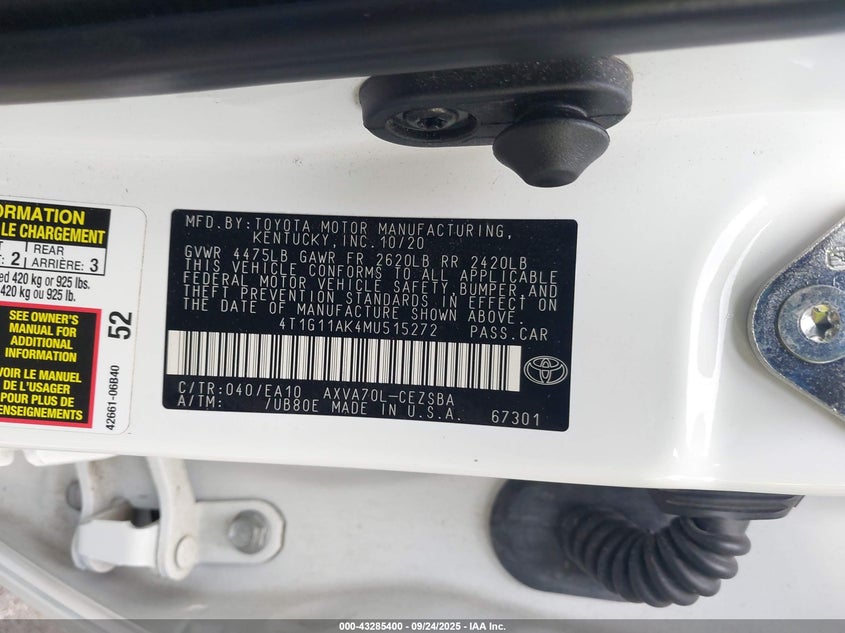 ORMATION
LE CHARGEMENT
T
: 2
REAR
ARRIÈRE: 3
ed 420 kg or 925 lbs.
420 kg ou 925 lb.
SEE OWNER'S
MANUAL FOR
ADDITIONAL
INFORMATION
VOIR LE MANUEL
DE L'USAGER
POUR PLUS DE
RENSEIGNEMENTS
52
42661-06B40
MFD.BY:TOYOTA MOTOR MANUFACTURING,
KENTUCKY, INC.10/20
GVWR 4475LB GAWR FR 2620LB RR 2420LB
THIS VEHICLE CONFORMS TO ALL APPLICABLE
FEDERAL MOTOR VEHICLE SAFETY,BUMPER,AND
THEFT PREVENTION STANDARDS IN EFFECT ON
THE DATE OF MANUFACTURE SHOWN ABOVE.
4T1G11AK4MU515272 PASS.CAR
C/TR:040/EA10 AXVA70L-CEZSBA
A/TM: /UB80E MADE IN U.S.A. 67301
TOYOTA
000-43285400 - 09/24/2025 - IAA Inc.